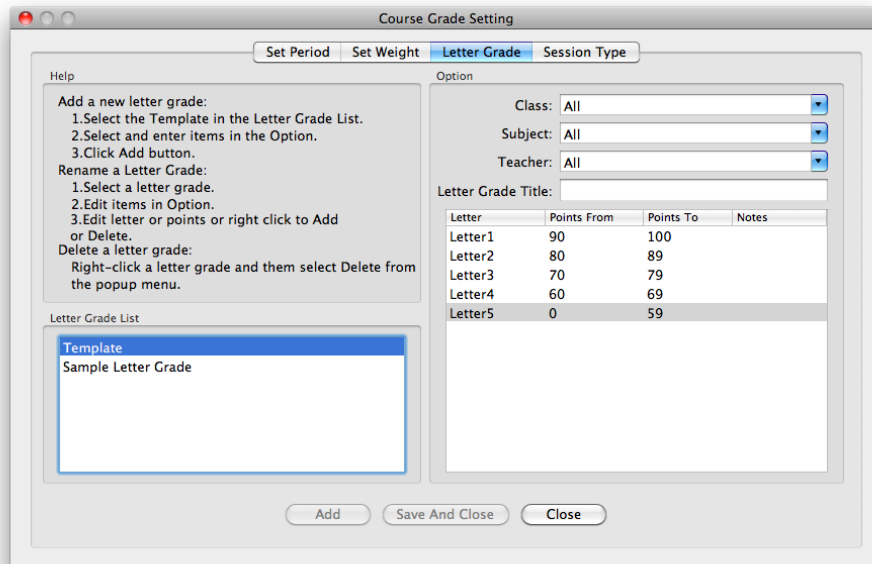 Course Grade Setting
Set Period Set Weight Letter Grade Session Type
Help
Add a new letter grade:
1.Select the Template in the Letter Grade List.
2.Select and enter items in the Option.
3.Click Add button.
Rename a Letter Grade:
1.Select a letter grade.
2.Edit items in Option.
3.Edit letter or points or right click to Add
or Delete.
Delete a letter grade:
Right-click a letter grade and them select Delete from
the popup menu.
Letter Grade List
Template
Sample Letter Grade
Option
Class: All
Subject: All
Teacher: All
Letter Grade Title:
Letter Points From Points To Notes
Letter1 90 100
Letter2 80 89
Letter3 70 79
Letter4 60 69
Letter5 0 59
Add Save And Close Close